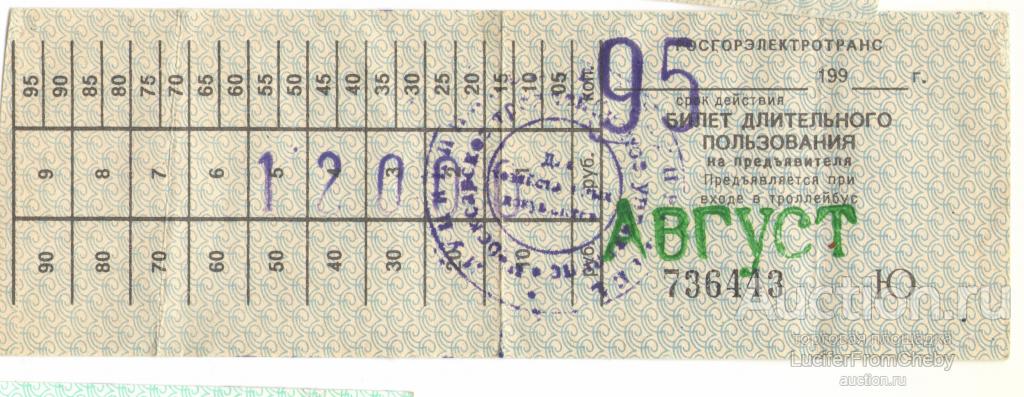 РОСГОРЭЛЕКТРОТРАНС
95
199 г.
срок действия
БИЛЕТ ДЛИТЕЛЬНОГО
ПОЛЬЗОВАНИЯ
на предъявителя
Предъявляется при
входе в троллейбус
АВГУСТ
736443 Ю
95 90 85 80 75 70 65 60 55 50 45 40 35 30 25 20 15 10 05 коп.
9 8 7 6 5 4 3 2 1 руб.
12000
90 80 70 60 50 40 30 20 10 руб.
Для
Auction.ru
торговая площадка
LuciferFromCheby
auction.ru